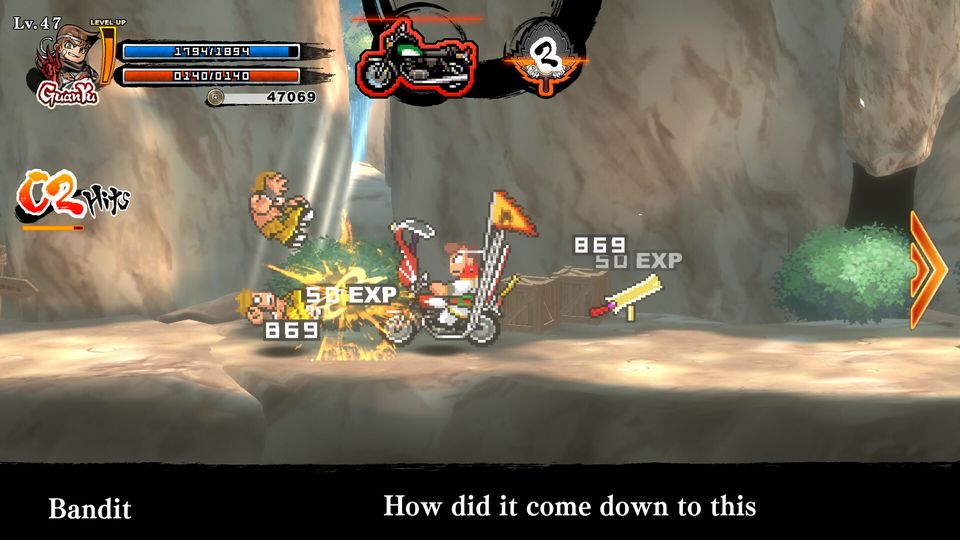 Lv.47
LEVEL UP
1794/1894
0140/0140
GuanYu
47069
2
02 Hits
869
50 EXP
50 EXP
869
Bandit
How did it come down to this